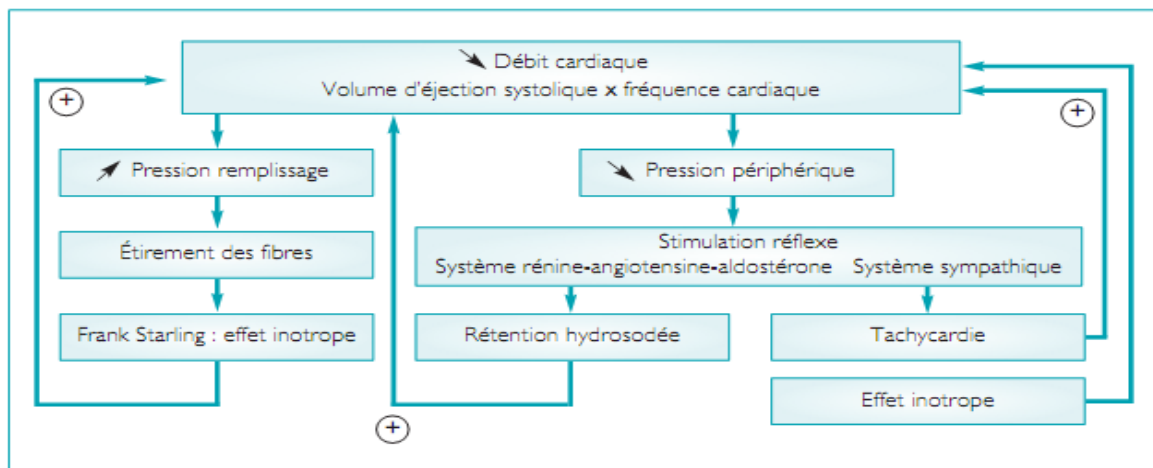 ↘ Débit cardiaque
Volume d'éjection systolique x fréquence cardiaque
+
+
↗ Pression remplissage
↘ Pression périphérique
Étirement des fibres
Stimulation réflexe
Système rénine-angiotensine-aldostérone Système sympathique
Frank Starling : effet inotrope
Rétention hydrosodée
Tachycardie
Effet inotrope
+